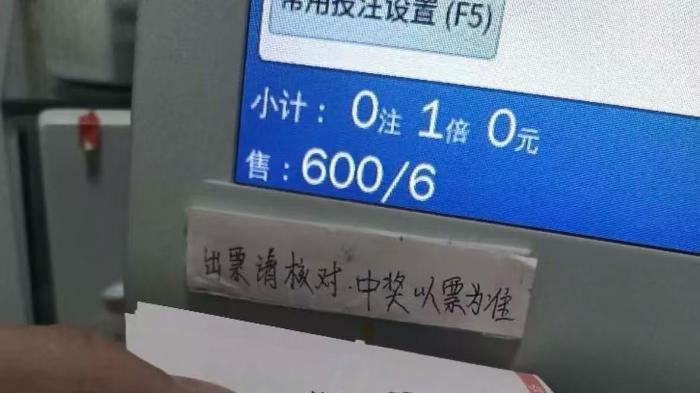 常用投注设置 (F5)
小计： 0注 1倍 0元
售：600/6
出票请核对.中奖以票为准